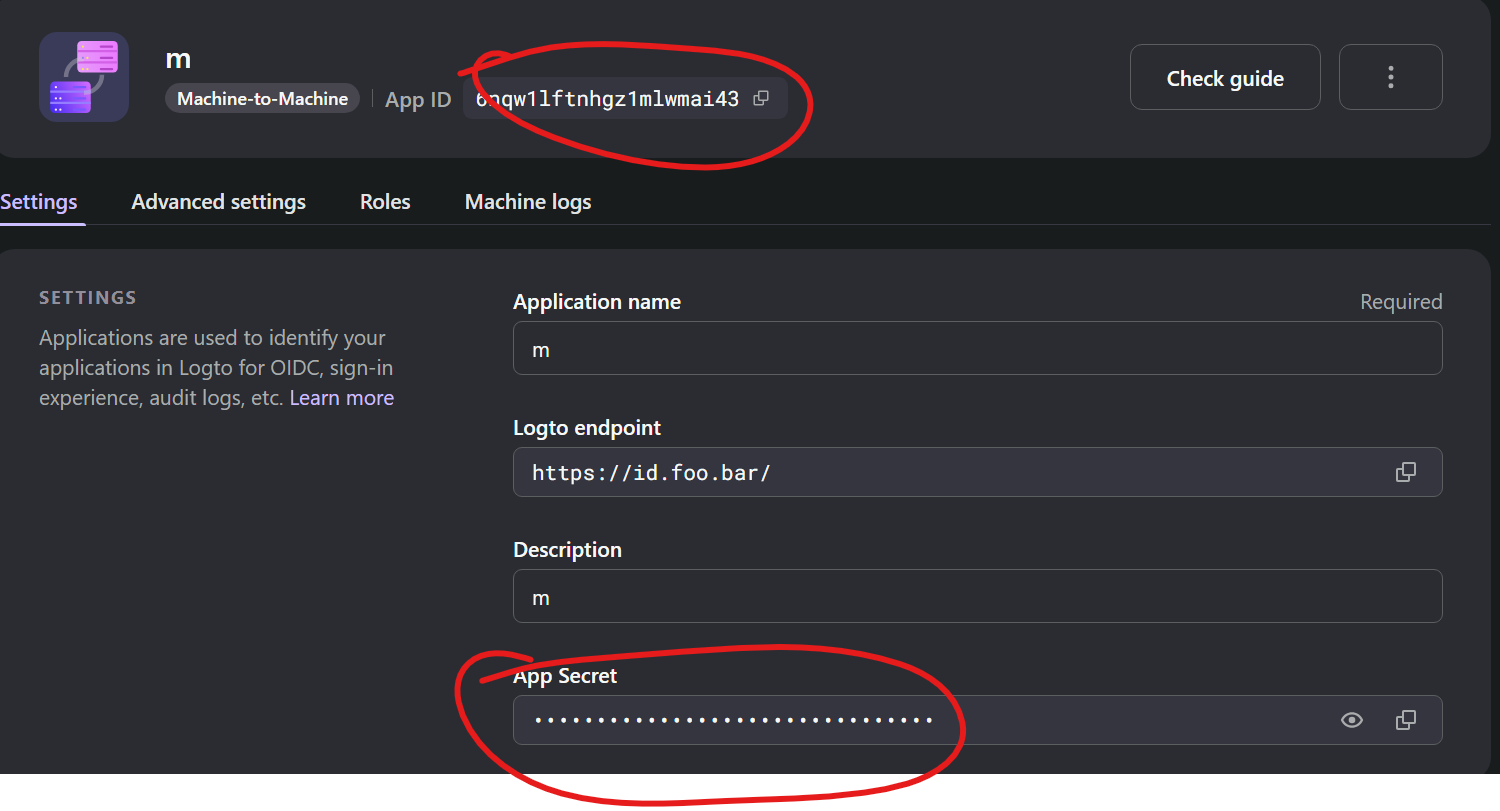 m
Machine-to-Machine
App ID
6nqw1lftnhgz1mlwmai43
Check guide
Settings
Advanced settings
Roles
Machine logs
SETTINGS
Applications are used to identify your
applications in Logto for OIDC, sign-in
experience, audit logs, etc. Learn more
Application name
Required
m
Logto endpoint
https://id.foo.bar/
Description
m
App Secret
••••••••••••••••••••••••••••••••